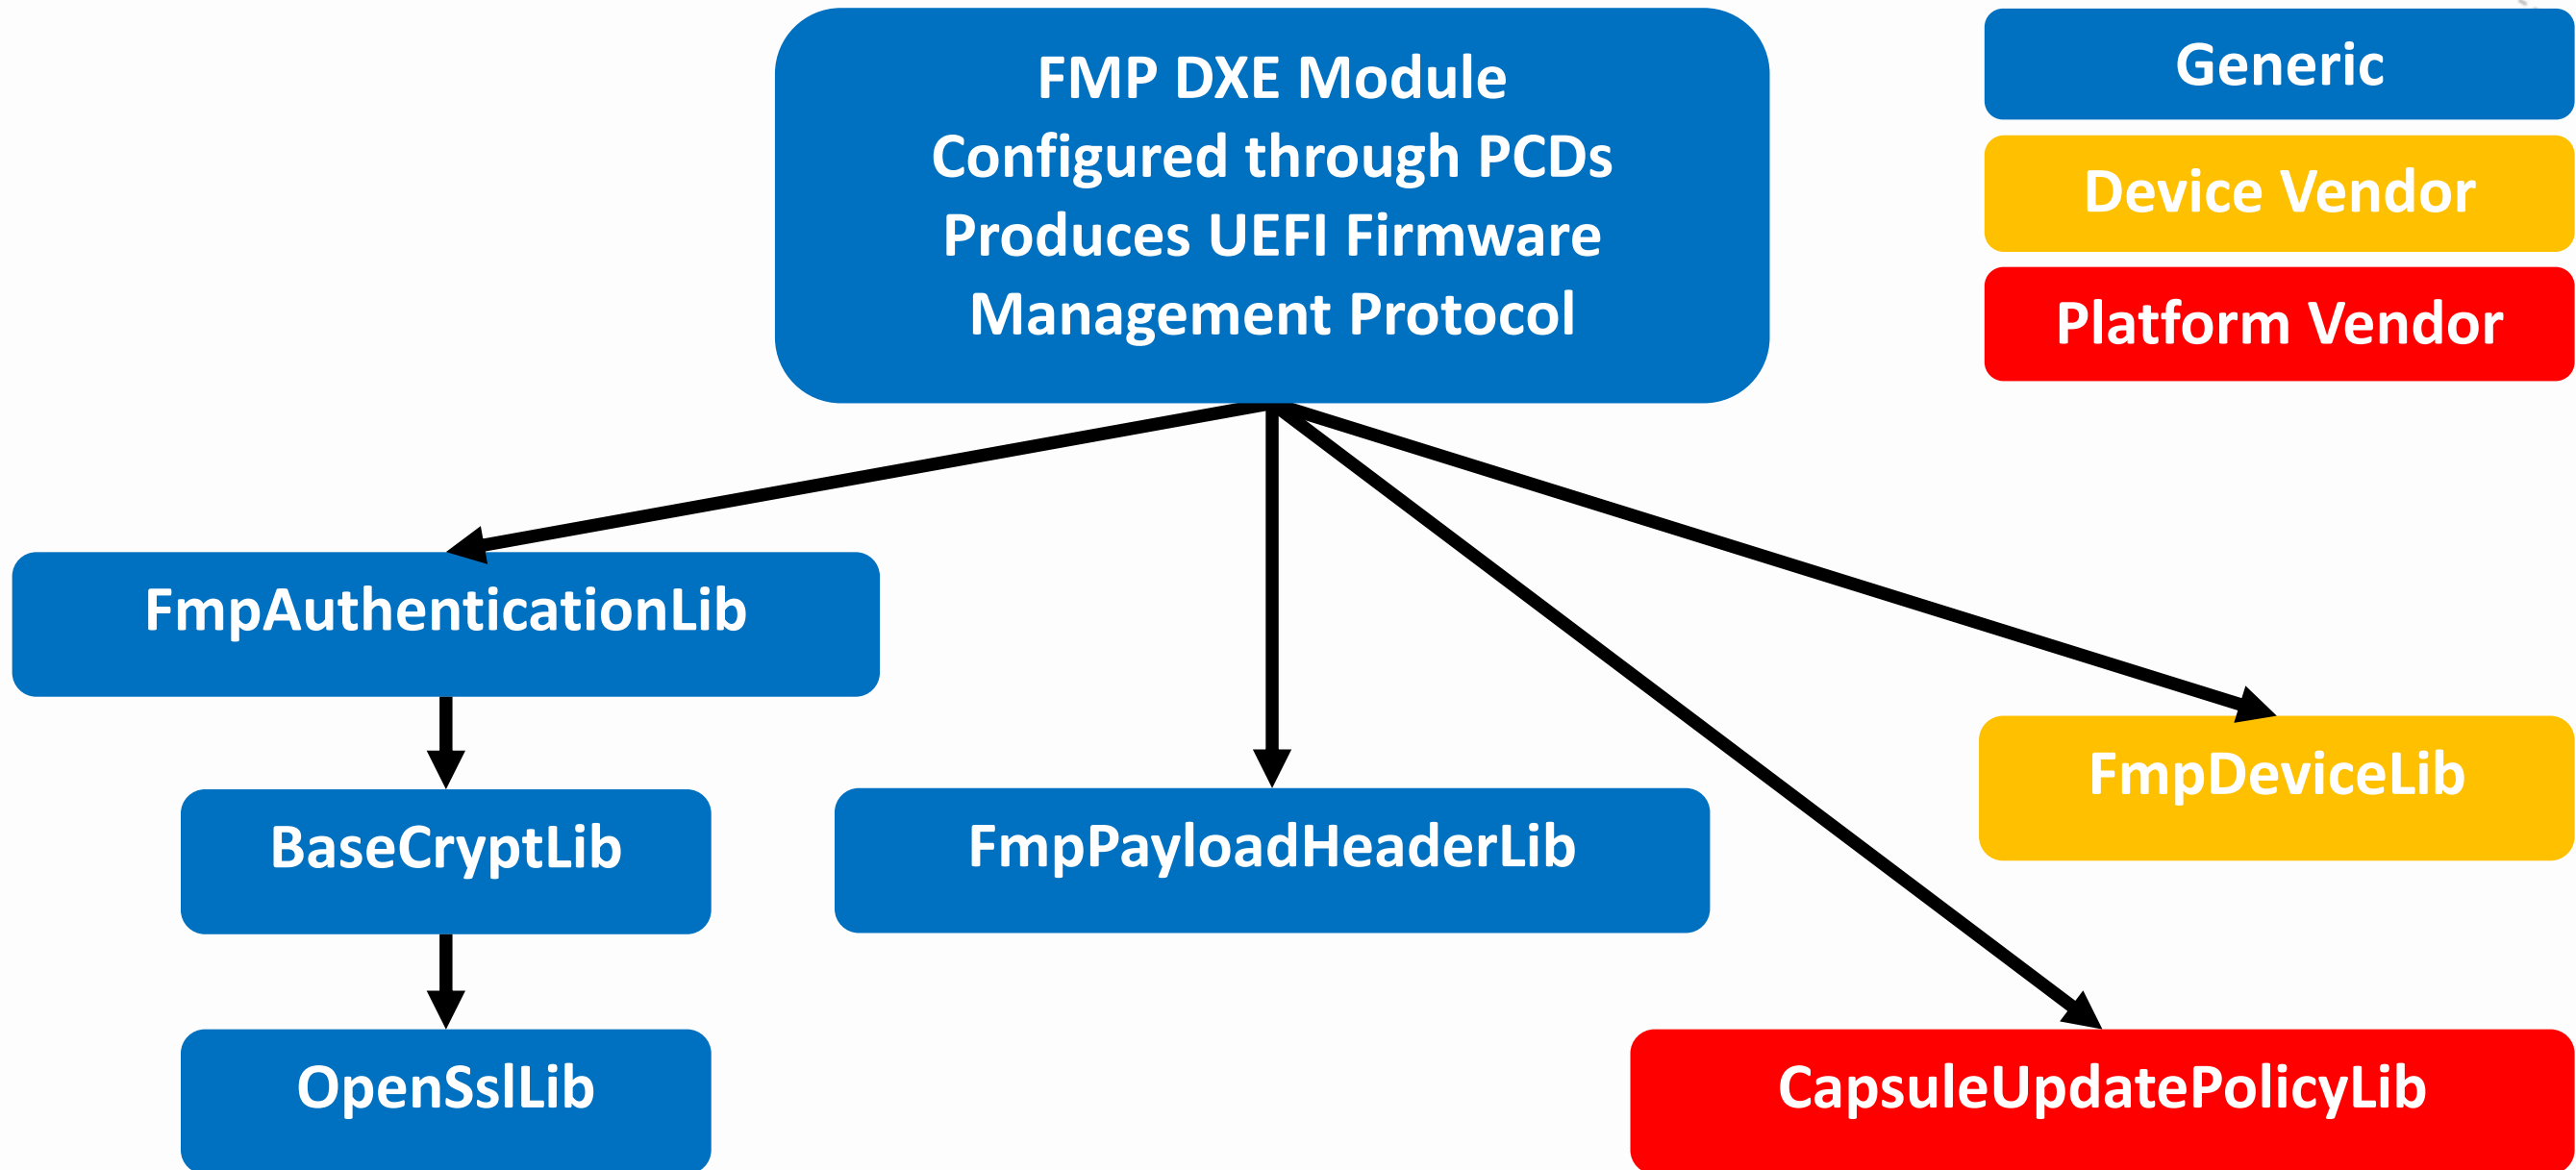 FMP DXE Module
Configured through PCDs
Produces UEFI Firmware
Management Protocol
Generic
Device Vendor
Platform Vendor
FmpAuthenticationLib
BaseCryptLib
OpenSslLib
FmpPayloadHeaderLib
FmpDeviceLib
CapsuleUpdatePolicyLib